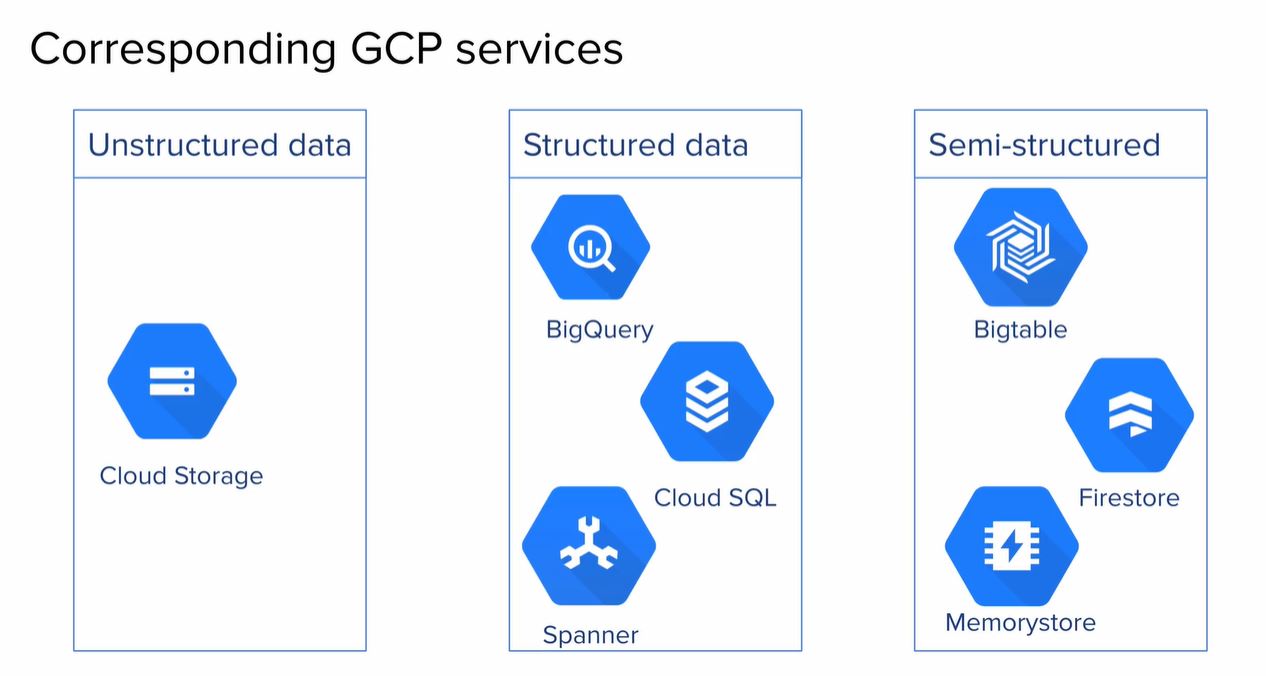 Corresponding GCP services
Unstructured data
Cloud Storage
Structured data
BigQuery
Cloud SQL
Spanner
Semi-structured
Bigtable
Firestore
Memorystore